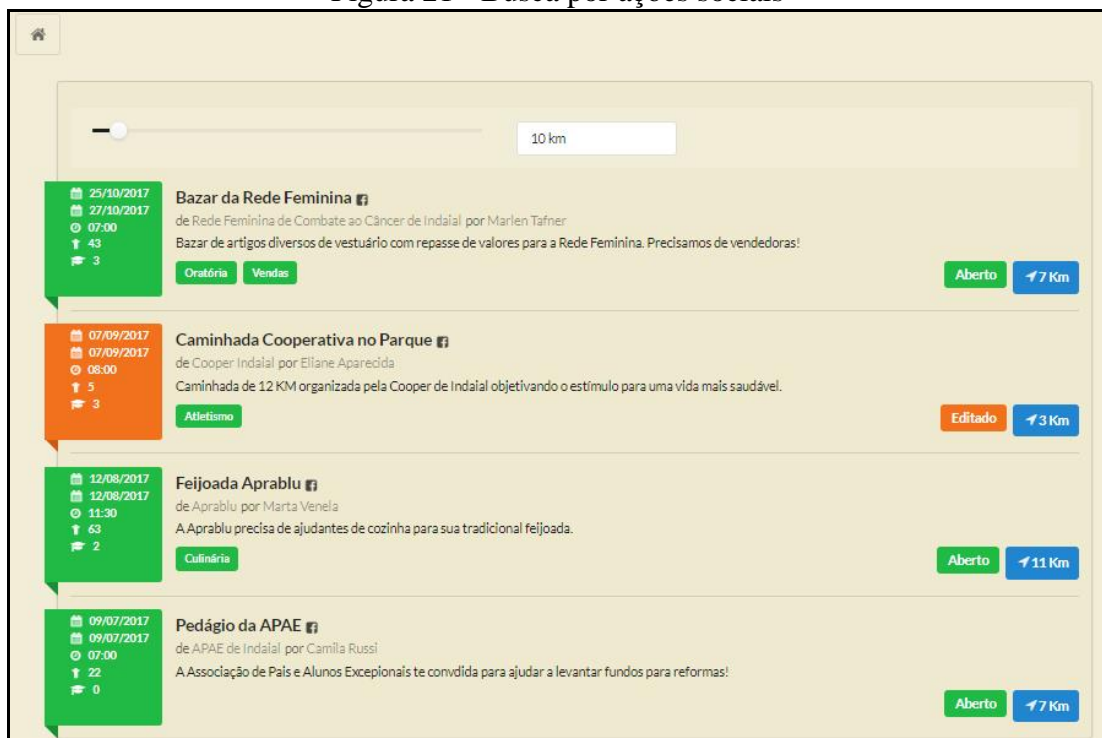 Figura 21 - Busca por ações sociais
10 km
25/10/2017
27/10/2017
07:00
43
3
Bazar da Rede Feminina
de Rede Feminina de Combate ao Câncer de Indaial por Marlen Tafner
Bazar de artigos diversos de vestuário com repasse de valores para a Rede Feminina. Precisamos de vendedoras!
Oratória Vendas
Aberto 7 Km
07/09/2017
07/09/2017
08:00
5
3
Caminhada Cooperativa no Parque
de Cooper Indaial por Eliane Aparecida
Caminhada de 12 KM organizada pela Cooper de Indaial objetivando o estímulo para uma vida mais saudável.
Atletismo
Editado 3 Km
12/08/2017
12/08/2017
11:30
63
2
Feijoada Aprablu
de Aprablu por Marta Venela
A Aprablu precisa de ajudantes de cozinha para sua tradicional feijoada.
Culinária
Aberto 11 Km
09/07/2017
09/07/2017
07:00
22
0
Pedágio da APAE
de APAE de Indaial por Camila Russi
A Associação de Pais e Alunos Excepionais te convdida para ajudar a levantar fundos para reformas!
Aberto 7 Km